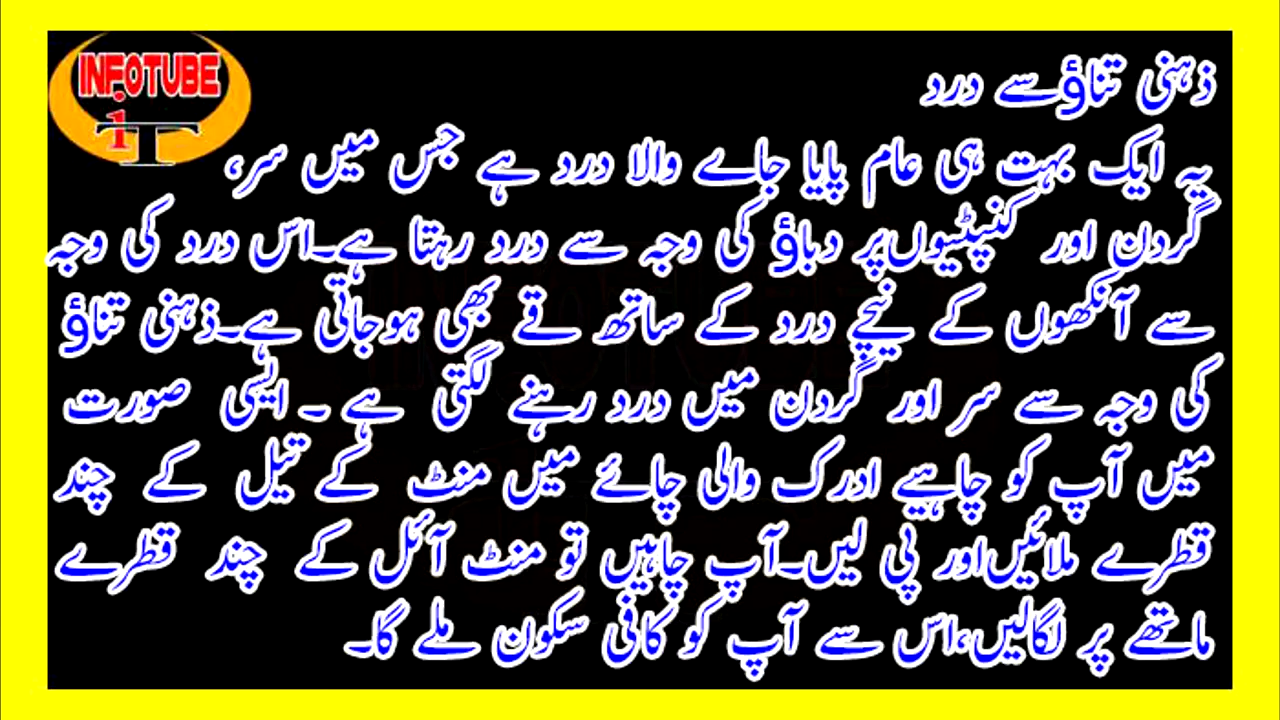 INFOTUBE
iT
ذہنی تناؤسے درد
یہ ایک بہت ہی عام پایا جاے والا درد ہے جس میں سر،
گردن اور کنپٹیوں‌پر دباؤ کی وجہ سے درد رہتا ہے۔اس درد کی وجہ
سے آنکھوں کے نیچے درد کے ساتھ قے بھی ہوجاتی ہے۔ذہنی تناؤ
کی وجہ سے سر اور گردن میں درد رہنے لگتی ہے ۔ ایسی صورت
میں آپ کو چاہیے ادرک والی چائے میں منٹ کے تیل کے چند
قطرے ملائیں‌اور پی لیں۔آپ چاہیں تو منٹ آئل کے چند قطرے
ماتھے پر لگالیں،اس سے آپ کو کافی سکون ملے گا۔